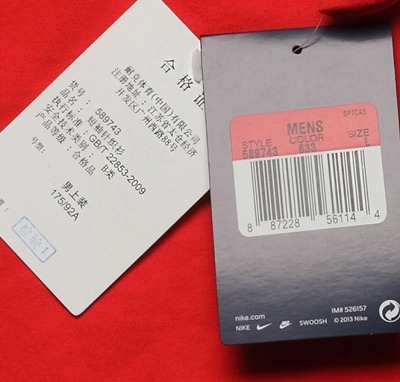 合格证
耐克体育(中国)有限公司
注册地址：江苏省太仓经济
开发区广州西路88号
货号：589743
品名：短袖针织衫
执行标准：GB/T 22853-2009
安全技术类别：B类
产品等级：合格品
男上装
175/92A
SP7CA3
MENS
STYLE COLOR SIZE
589743 633 L
8 87228 56114 4
nike.com
NIKE SWOOSH
IM# 526157
© 2013 Nike